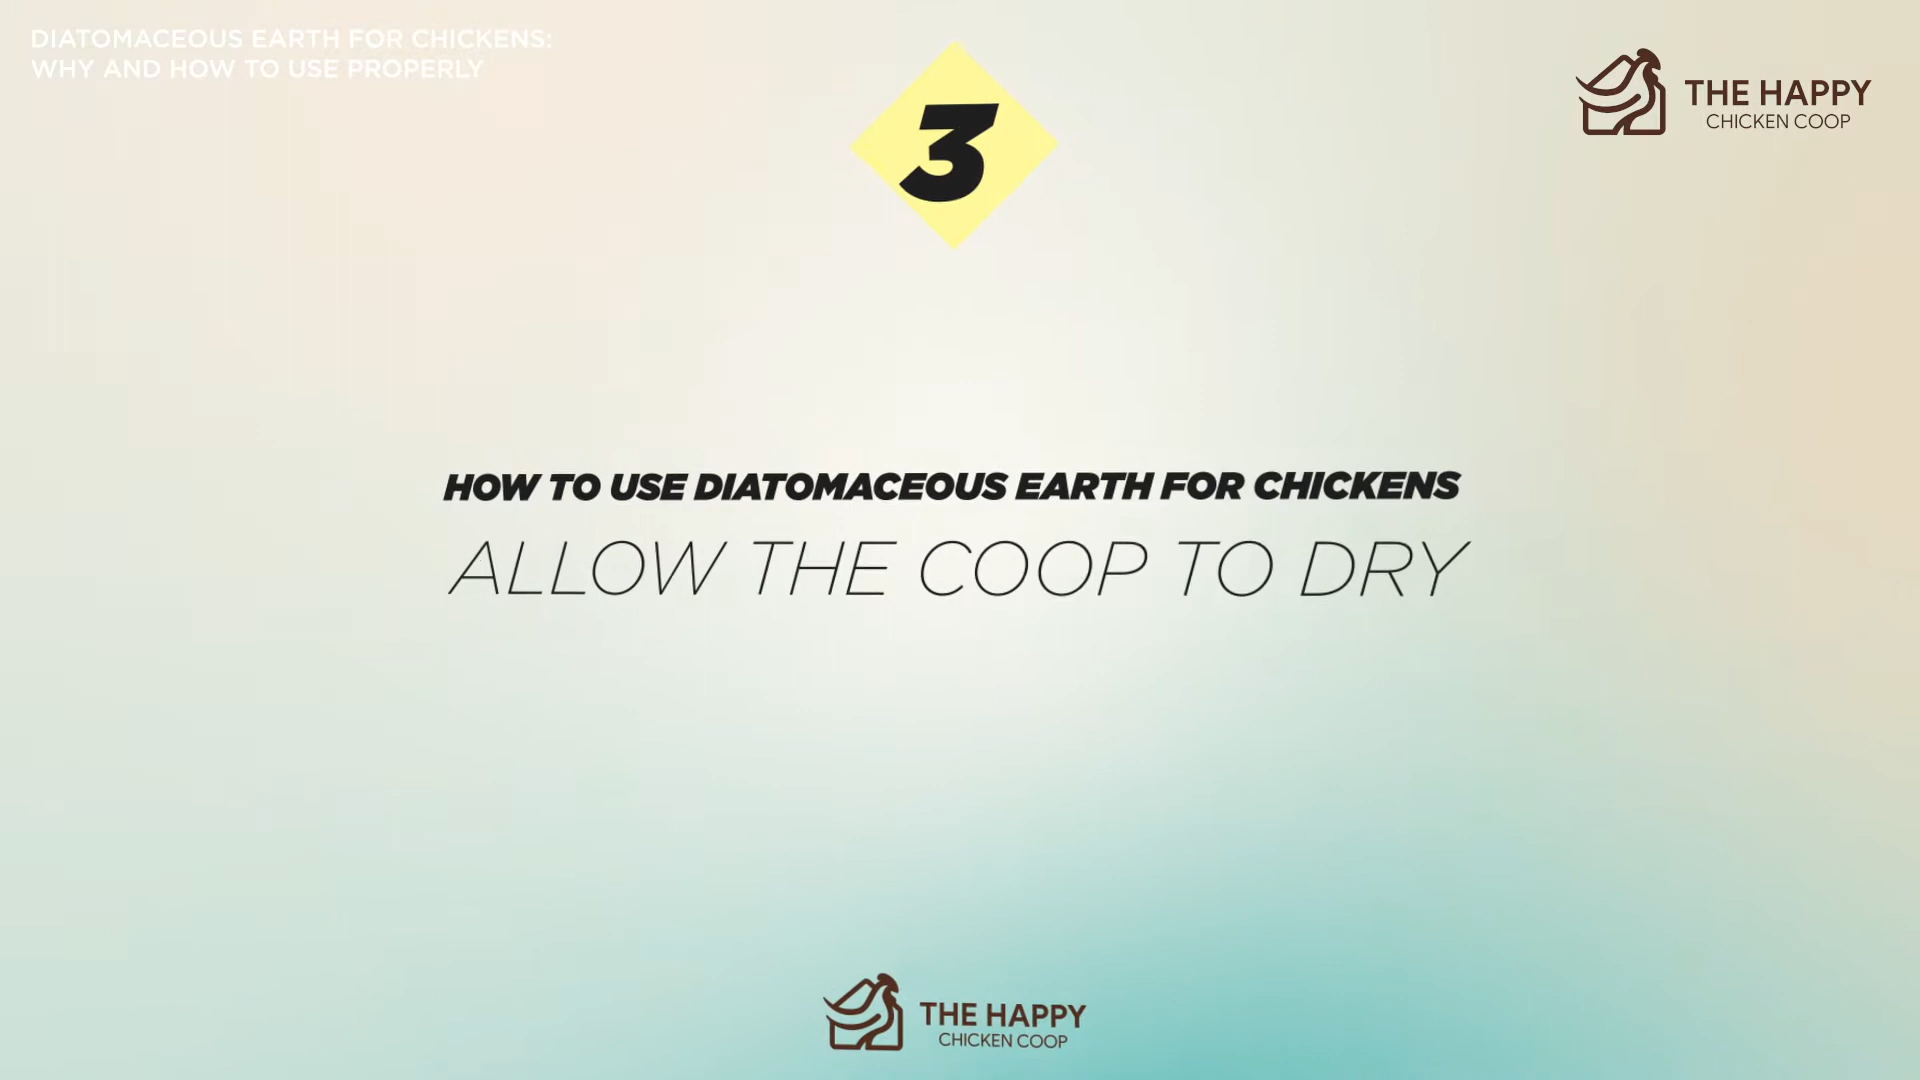 DIATOMACEOUS EARTH FOR CHICKENS:
WHY AND HOW TO USE PROPERLY
3
THE HAPPY
CHICKEN COOP
HOW TO USE DIATOMACEOUS EARTH FOR CHICKENS
ALLOW THE COOP TO DRY
THE HAPPY
CHICKEN COOP